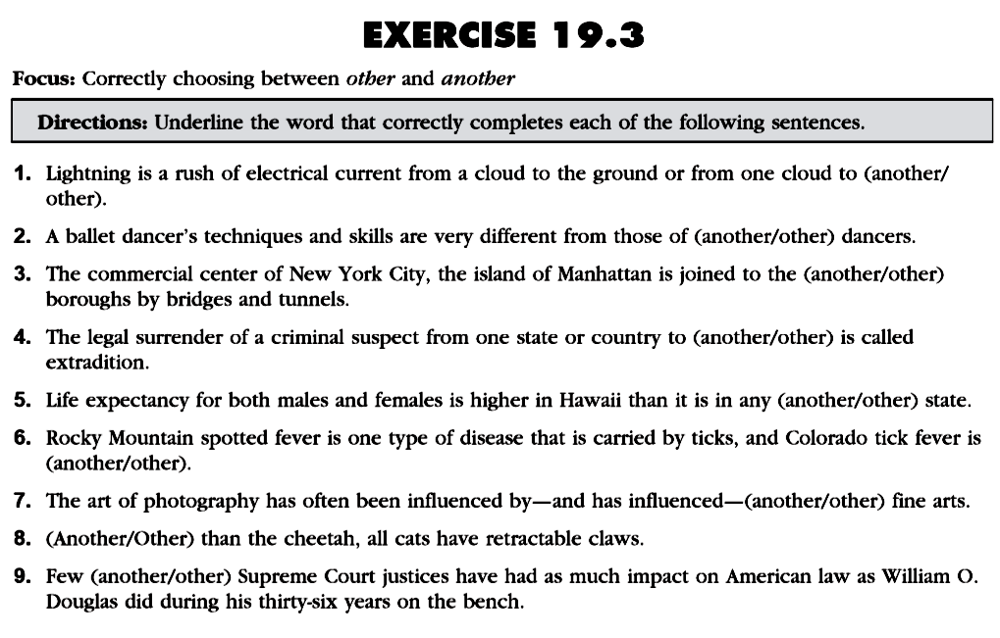 EXERCISE 19.3
Focus: Correctly choosing between other and another
Directions: Underline the word that correctly completes each of the following sentences.
1. Lightning is a rush of electrical current from a cloud to the ground or from one cloud to (another/
other).
2. A ballet dancer's techniques and skills are very different from those of (another/other) dancers.
3. The commercial center of New York City, the island of Manhattan is joined to the (another/other)
boroughs by bridges and tunnels.
4. The legal surrender of a criminal suspect from one state or country to (another/other) is called
extradition.
5. Life expectancy for both males and females is higher in Hawaii than it is in any (another/other) state.
6. Rocky Mountain spotted fever is one type of disease that is carried by ticks, and Colorado tick fever is
(another/other).
7. The art of photography has often been influenced by—and has influenced—(another/other) fine arts.
8. (Another/Other) than the cheetah, all cats have retractable claws.
9. Few (another/other) Supreme Court justices have had as much impact on American law as William O.
Douglas did during his thirty-six years on the bench.